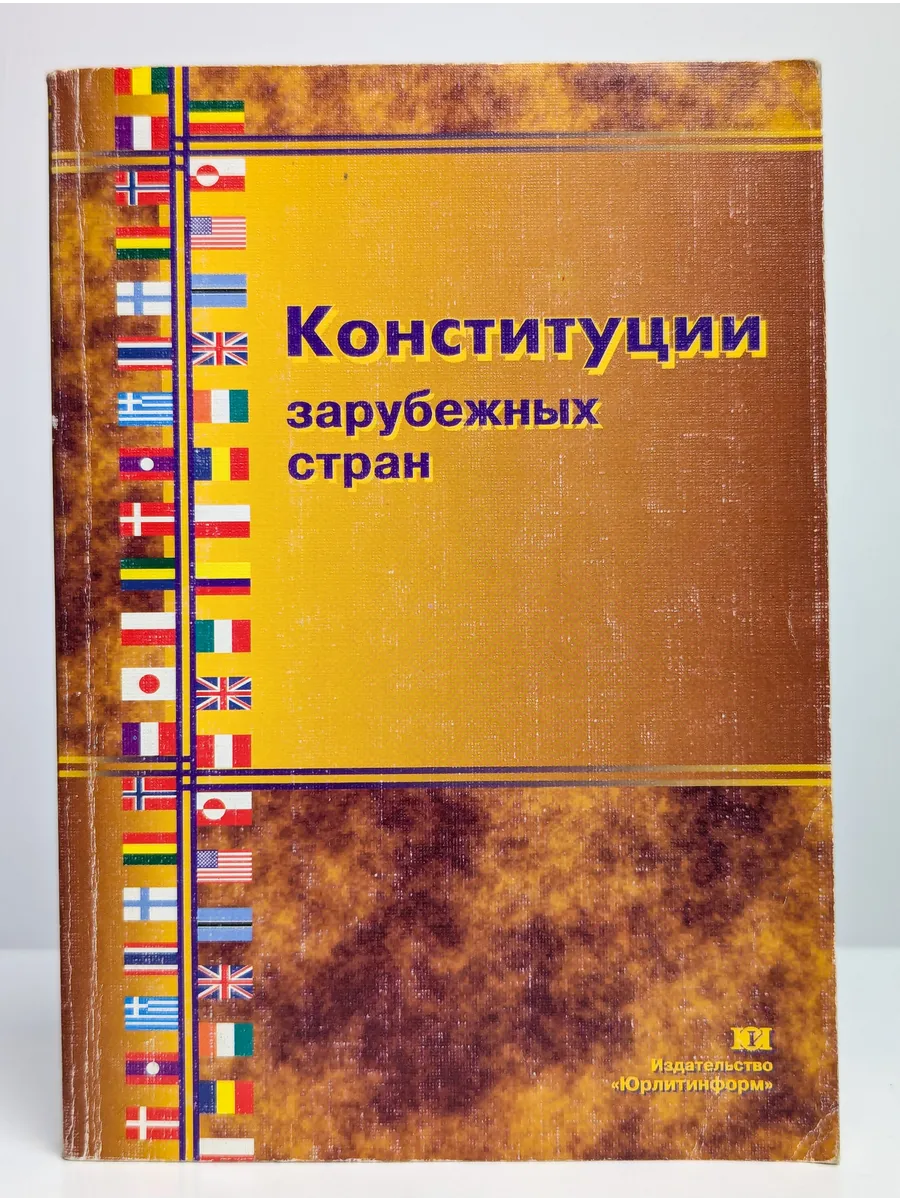 Конституции
зарубежных
стран
Издательство
«Юрлитинформ»